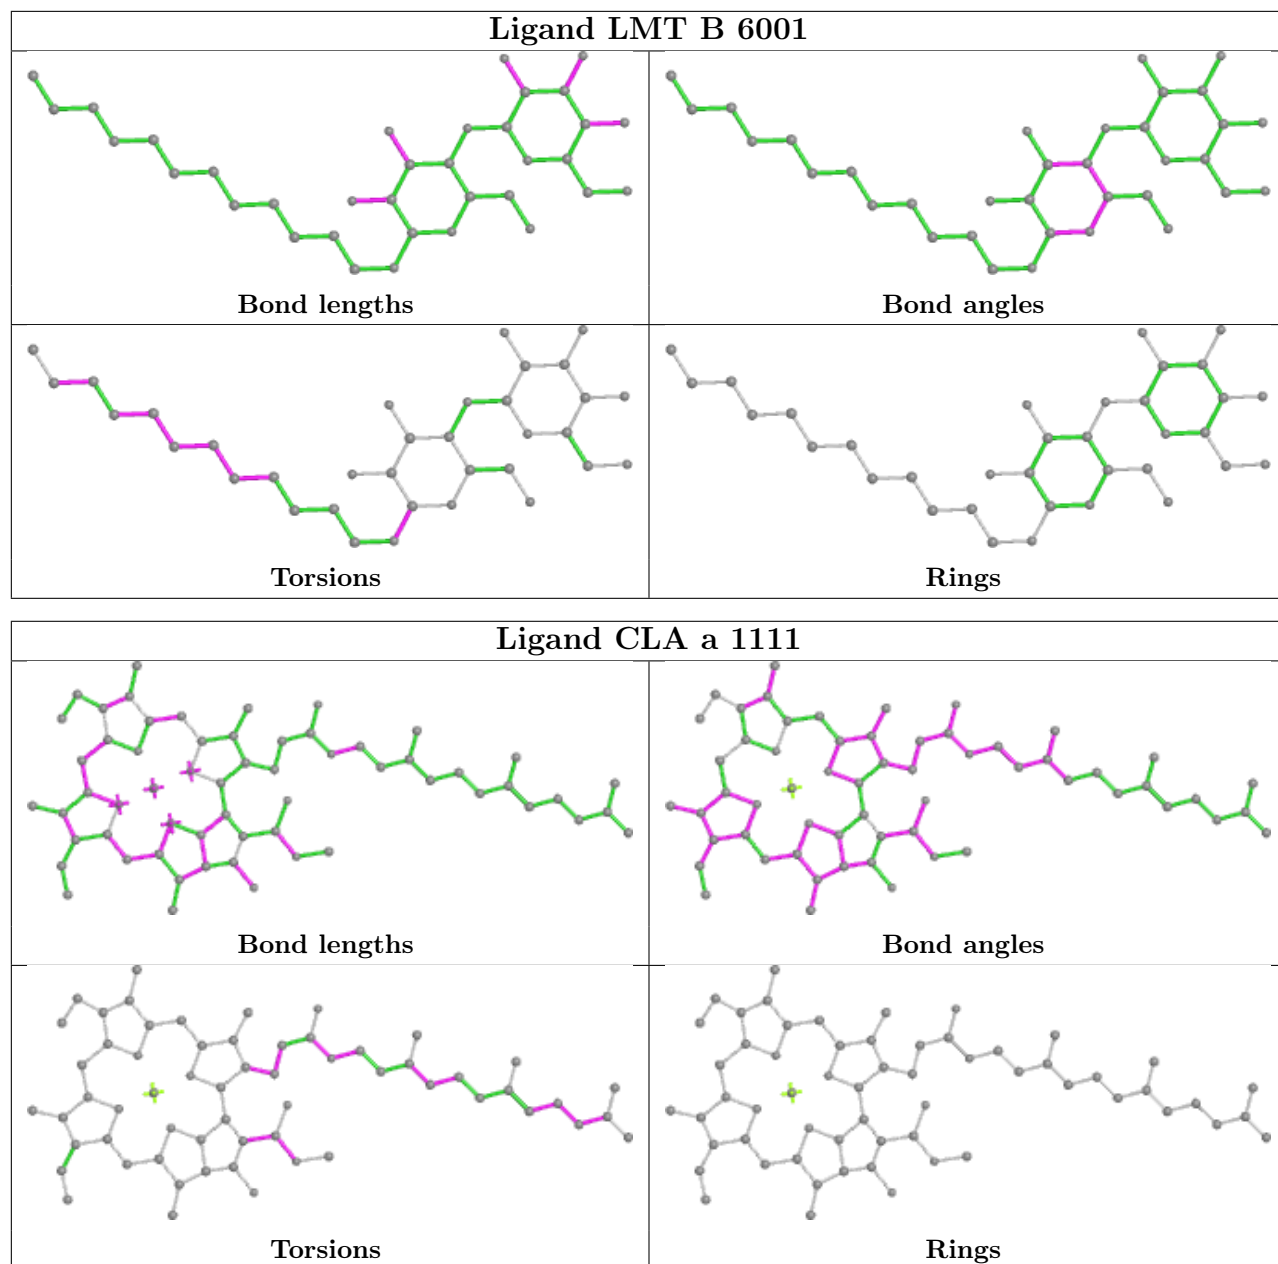 Ligand LMT B 6001
Bond lengths
Bond angles
Torsions
Rings
Ligand CLA a 1111
Bond lengths
Bond angles
Torsions
Rings